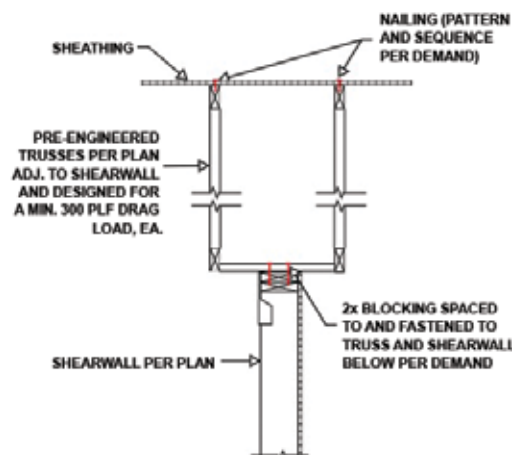 NAILING (PATTERN
AND SEQUENCE
PER DEMAND)
SHEATHING
PRE-ENGINEERED
TRUSSES PER PLAN
ADJ. TO SHEARWALL
AND DESIGNED FOR
A MIN. 300 PLF DRAG
LOAD, EA.
2x BLOCKING SPACED
TO AND FASTENED TO
TRUSS AND SHEARWALL
BELOW PER DEMAND
SHEARWALL PER PLAN